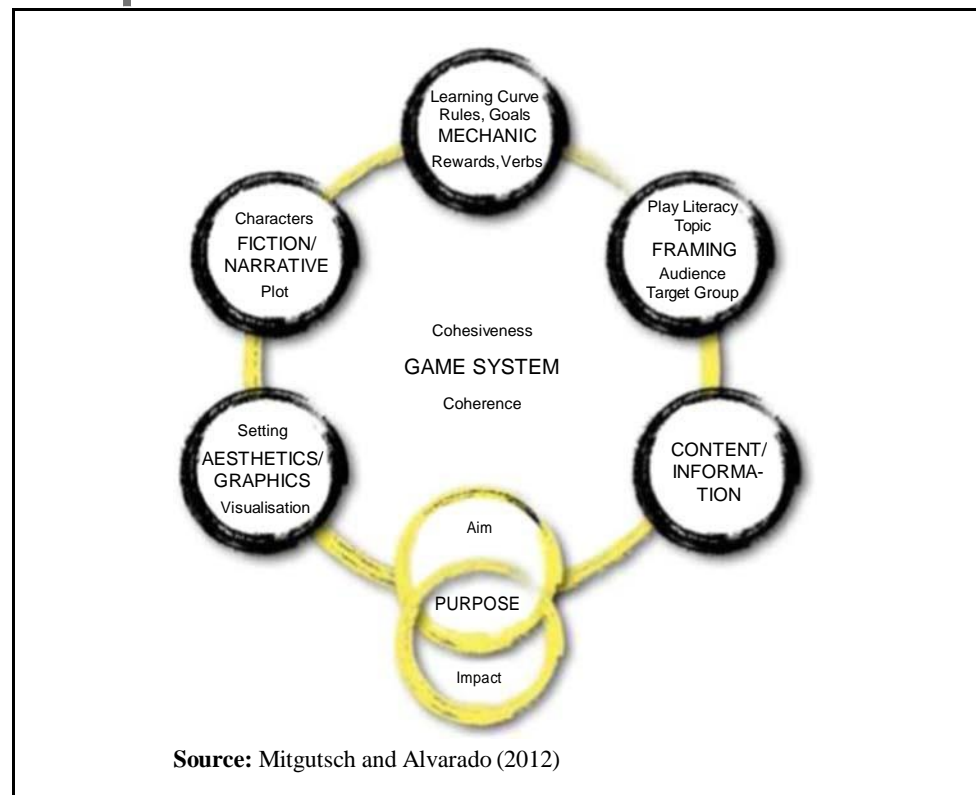 Learning Curve
Rules, Goals
MECHANIC
Rewards, Verbs
Characters
FICTION/
NARRATIVE
Plot
Play Literacy
Topic
FRAMING
Audience
Target Group
Cohesiveness
GAME SYSTEM
Coherence
Setting
AESTHETICS/
GRAPHICS
Visualisation
CONTENT/
INFORMA-
TION
Aim
PURPOSE
Impact
Source: Mitgutsch and Alvarado (2012)